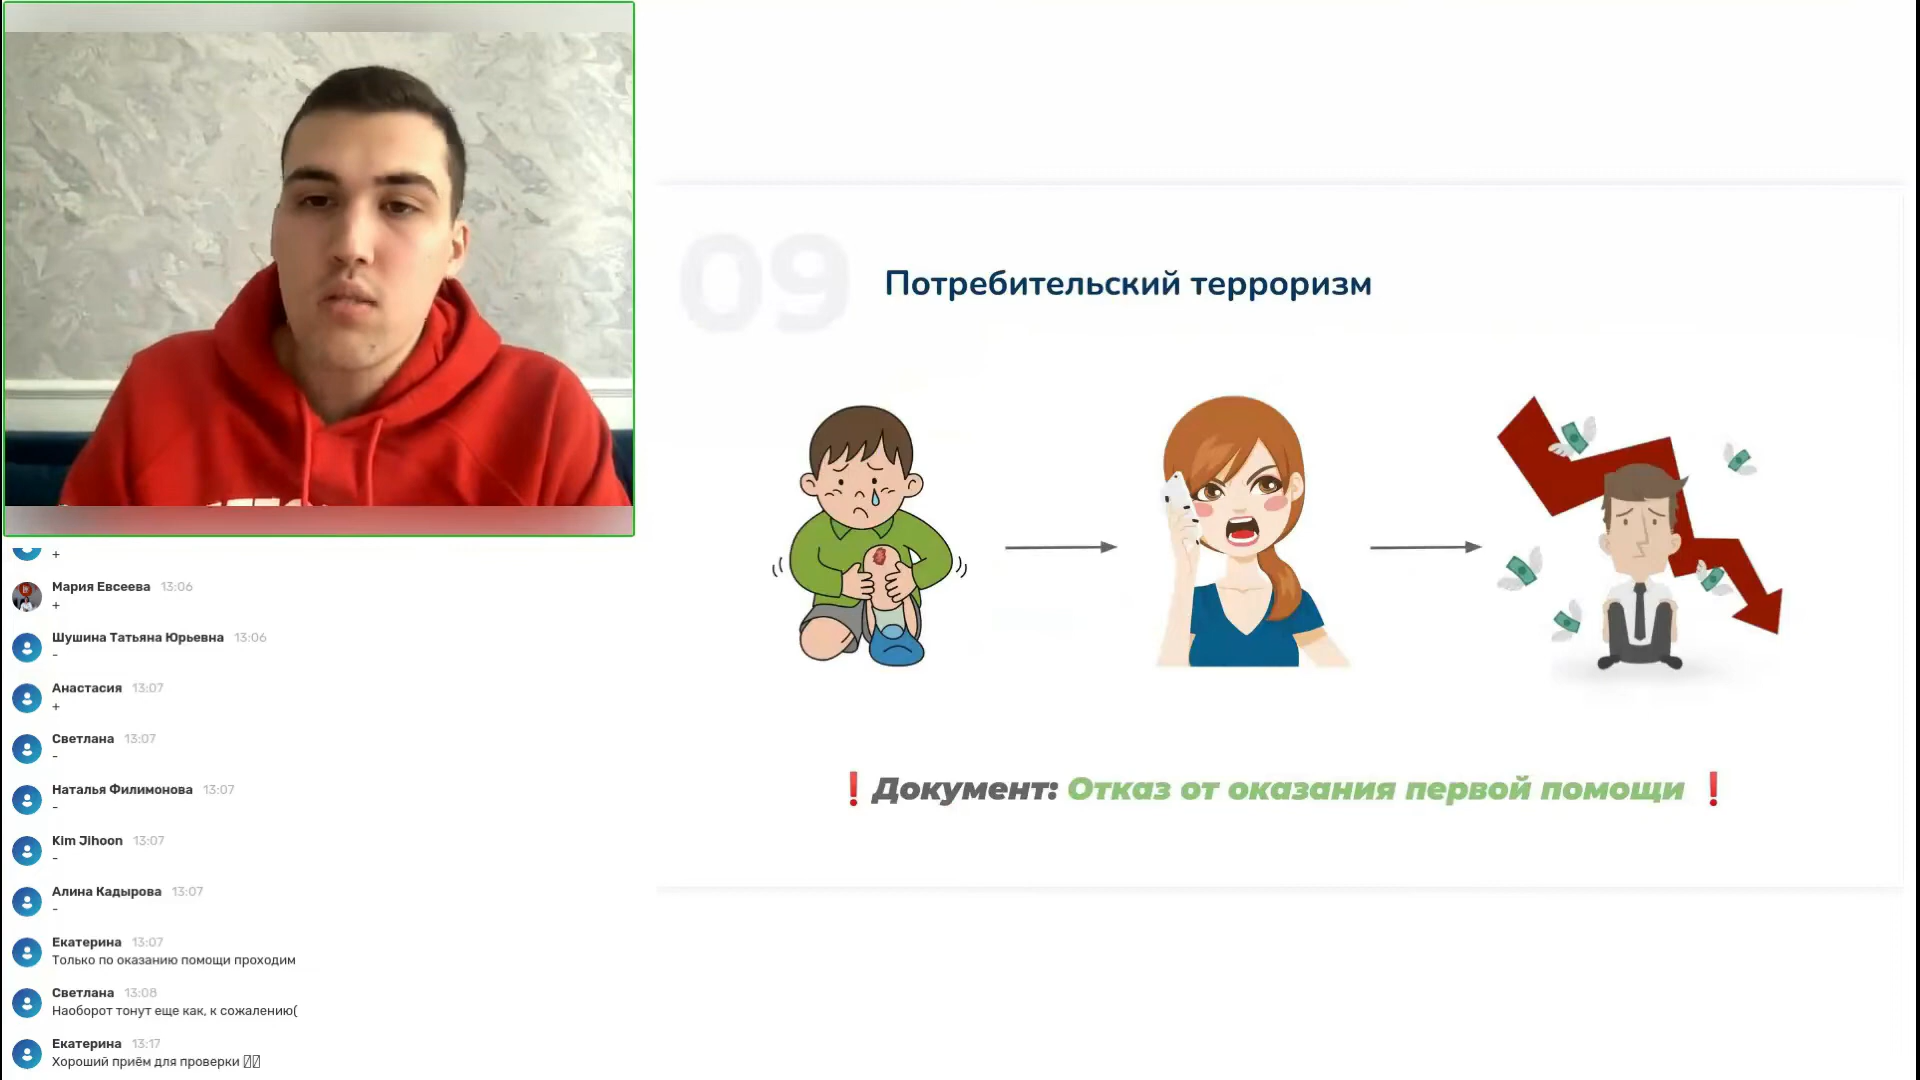 +
Мария Евсеева 13:06
+
Шушина Татьяна Юрьевна 13:06
-
Анастасия 13:07
+
Светлана 13:07
-
Наталья Филимонова 13:07
-
Kim Jihoon 13:07
-
Алина Кадырова 13:07
-
Екатерина 13:07
Только по оказанию помощи проходим
Светлана 13:08
Наоборот тонут еще как, к сожалению(
Екатерина 13:17
Хороший приём для проверки
09
Потребительский терроризм
❗Документ: Отказ от оказания первой помощи ❗